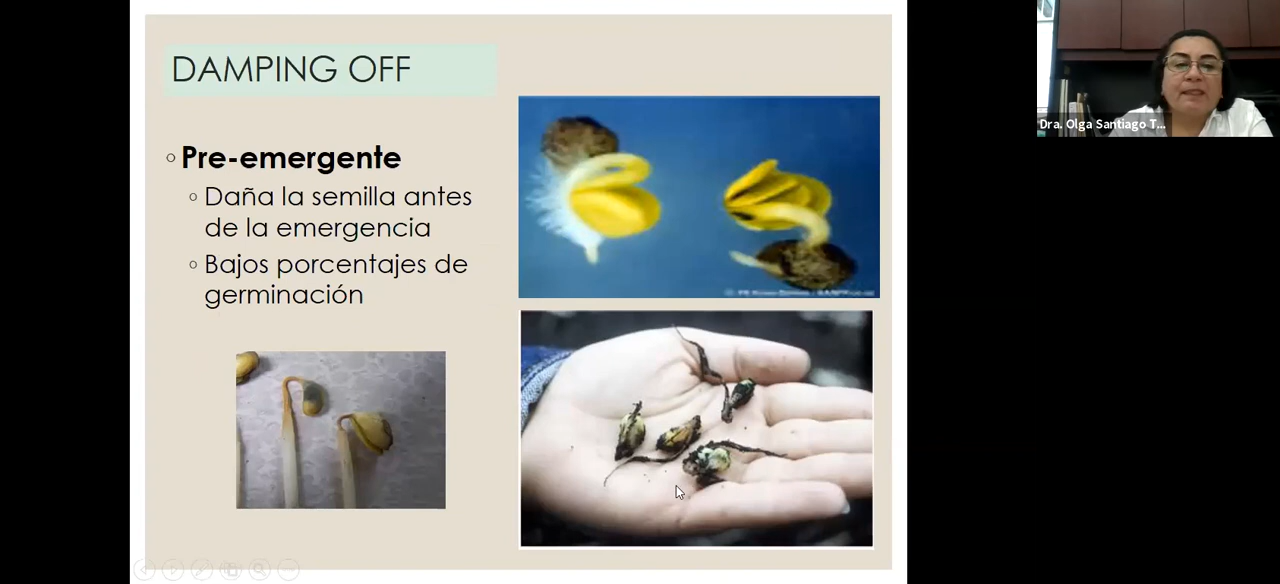 DAMPING OFF
Pre-emergente
Daña la semilla antes
de la emergencia
Bajos porcentajes de
germinación
Dra. Olga Santiago T...